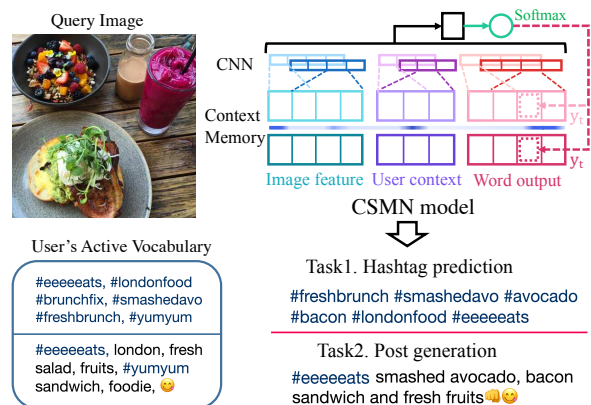 Query Image
Softmax
CNN
Context
Memory
y_t
y_t
Image feature
User context
Word output
CSMN model
User's Active Vocabulary
#eeeeeats, #londonfood
#brunchfix, #smashedavo
#freshbrunch, #yumyum
#eeeeeats, london, fresh
salad, fruits, #yumyum
sandwich, foodie, 😋
Task1. Hashtag prediction
#freshbrunch #smashedavo #avocado
#bacon #londonfood #eeeeeats
Task2. Post generation
#eeeeeats smashed avocado, bacon
sandwich and fresh fruits👊😋